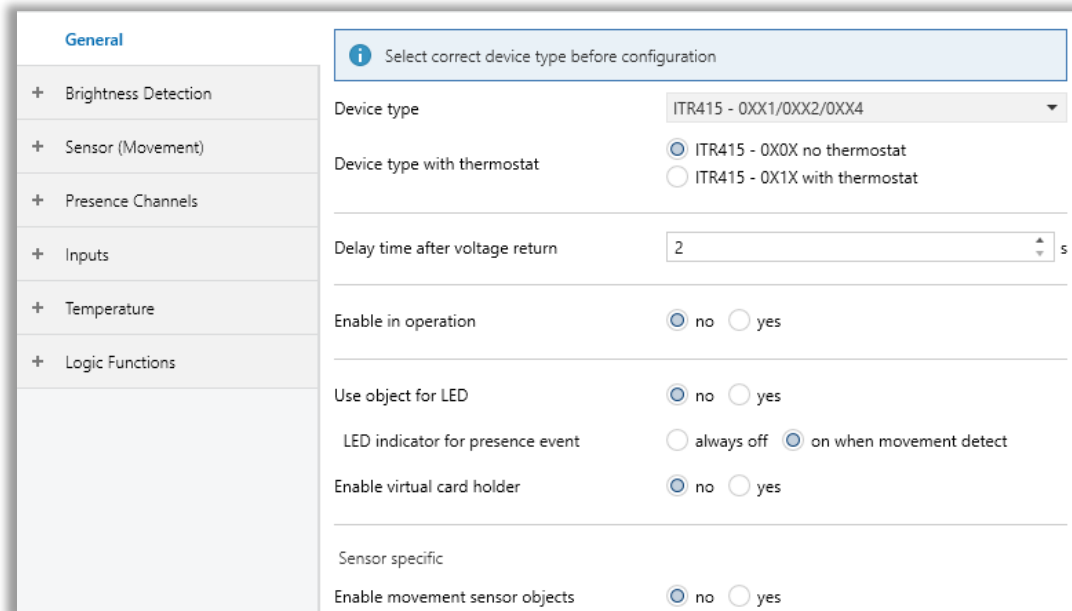 General
+ Brightness Detection
+ Sensor (Movement)
+ Presence Channels
+ Inputs
+ Temperature
+ Logic Functions
Select correct device type before configuration
Device type ITR415 - 0XX1/0XX2/0XX4
Device type with thermostat
ITR415 - 0X0X no thermostat
ITR415 - 0X1X with thermostat
Delay time after voltage return 2 s
Enable in operation no yes
Use object for LED no yes
LED indicator for presence event always off on when movement detect
Enable virtual card holder no yes
Sensor specific
Enable movement sensor objects no yes